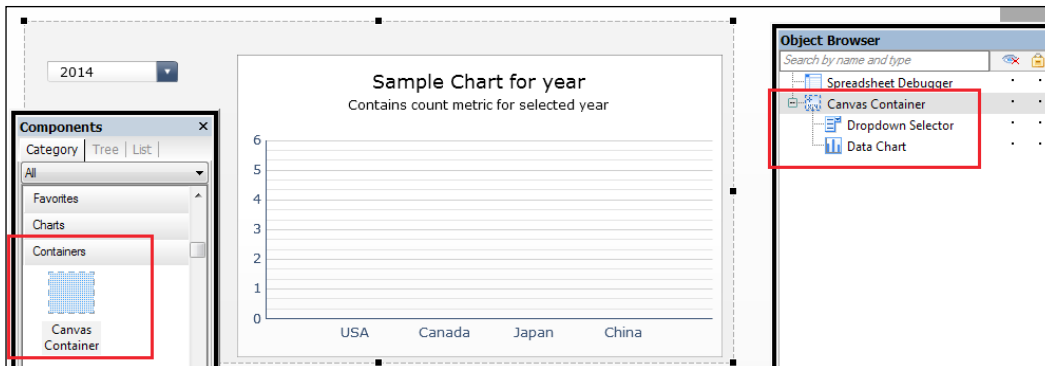 2014
Sample Chart for year
Contains count metric for selected year
6
5
4
3
2
1
0
USA Canada Japan China
Components ×
Category Tree List
All
Favorites
Charts
Containers
Canvas
Container
Object Browser
Search by name and type
Spreadsheet Debugger
Canvas Container
Dropdown Selector
Data Chart